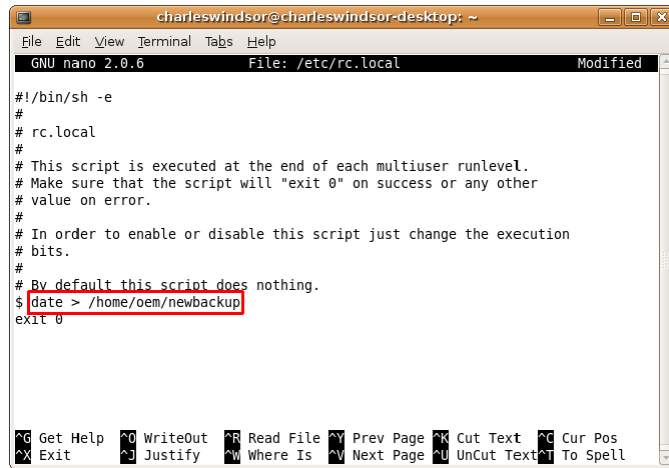 charleswindsor@charleswindsor-desktop: ~
File Edit View Terminal Tabs Help
GNU nano 2.0.6 File: /etc/rc.local Modified
#!/bin/sh -e
#
# rc.local
#
# This script is executed at the end of each multiuser runlevel.
# Make sure that the script will "exit 0" on success or any other
# value on error.
#
# In order to enable or disable this script just change the execution
# bits.
#
# By default this script does nothing.
$ date > /home/oem/newbackup
exit 0
^G Get Help ^O WriteOut ^R Read File ^Y Prev Page ^K Cut Text ^C Cur Pos
^X Exit ^J Justify ^W Where Is ^V Next Page ^U UnCut Text ^T To Spell